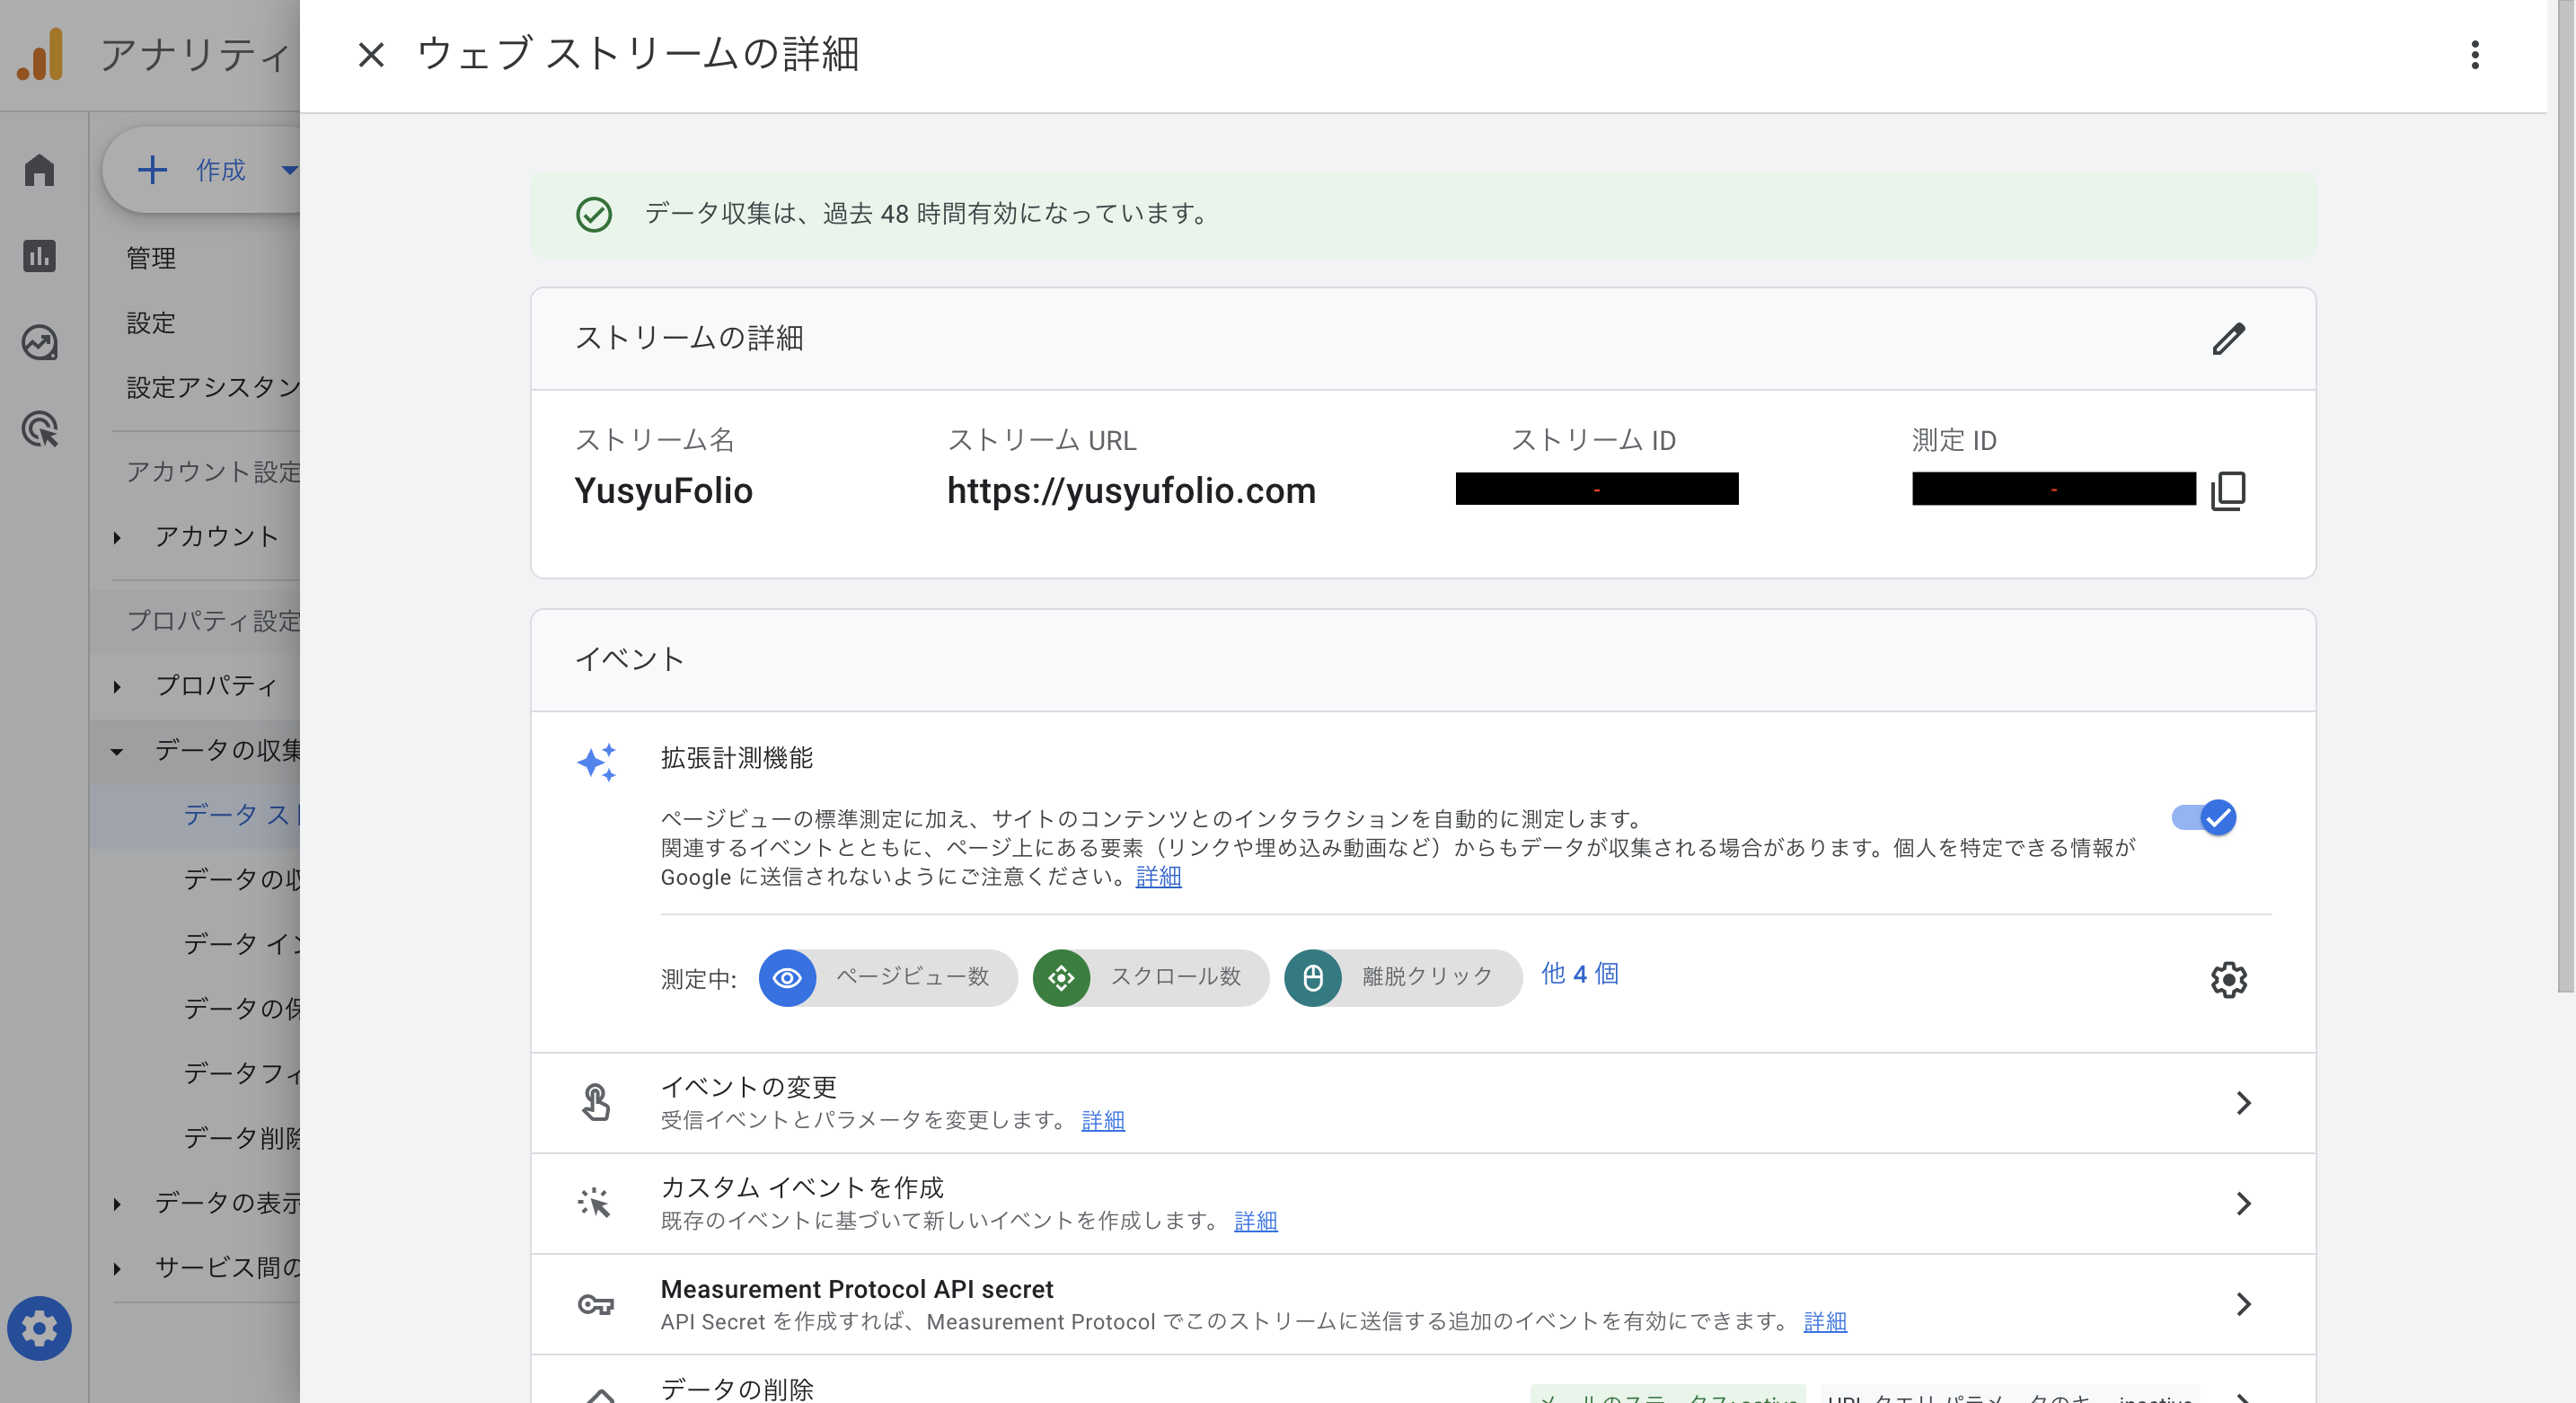 アナリティ
ウェブ ストリームの詳細
作成
管理
設定
設定アシスタン
アカウント設定
アカウント
プロパティ設定
プロパティ
データの収集
データ スト
データの収
データ イン
データの保
データフィ
データ削除
データの表示
サービス間の
データ収集は、過去 48 時間有効になっています。
ストリームの詳細
ストリーム名
YusyuFolio
ストリーム URL
https://yusyufolio.com
ストリーム ID
-
測定 ID
-
イベント
拡張計測機能
ページビューの標準測定に加え、サイトのコンテンツとのインタラクションを自動的に測定します。
関連するイベントとともに、ページ上にある要素（リンクや埋め込み動画など）からもデータが収集される場合があります。個人を特定できる情報が
Google に送信されないようにご注意ください。詳細
測定中: ページビュー数 スクロール数 離脱クリック 他 4 個
イベントの変更
受信イベントとパラメータを変更します。 詳細
カスタム イベントを作成
既存のイベントに基づいて新しいイベントを作成します。 詳細
Measurement Protocol API secret
API Secret を作成すれば、Measurement Protocol でこのストリームに送信する追加のイベントを有効にできます。 詳細
データの削除
メールのステータス: active